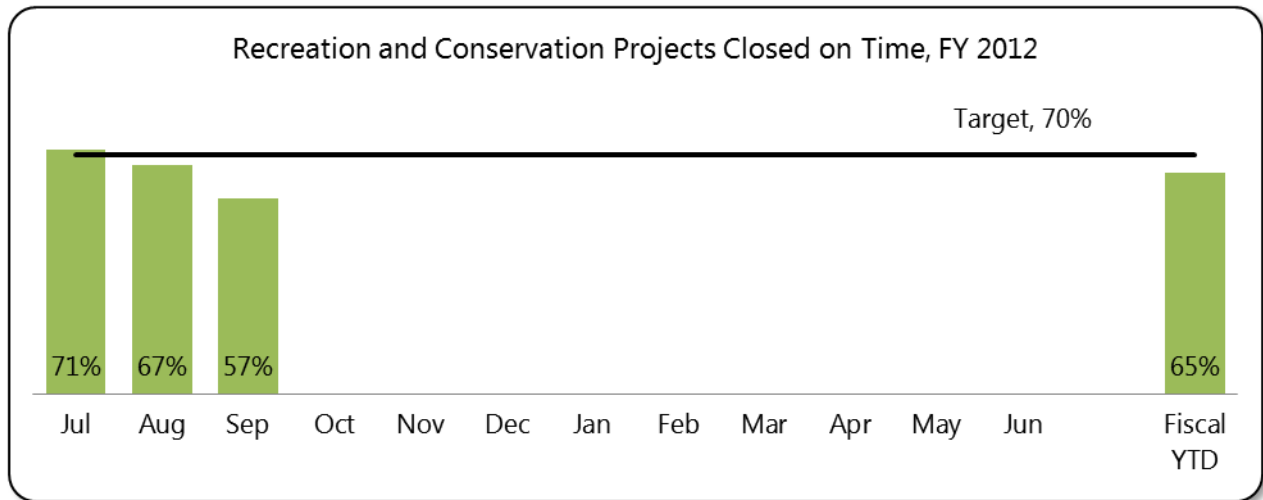 Recreation and Conservation Projects Closed on Time, FY 2012
Target, 70%
71% 67% 57% 65%
Jul Aug Sep Oct Nov Dec Jan Feb Mar Apr May Jun Fiscal
YTD